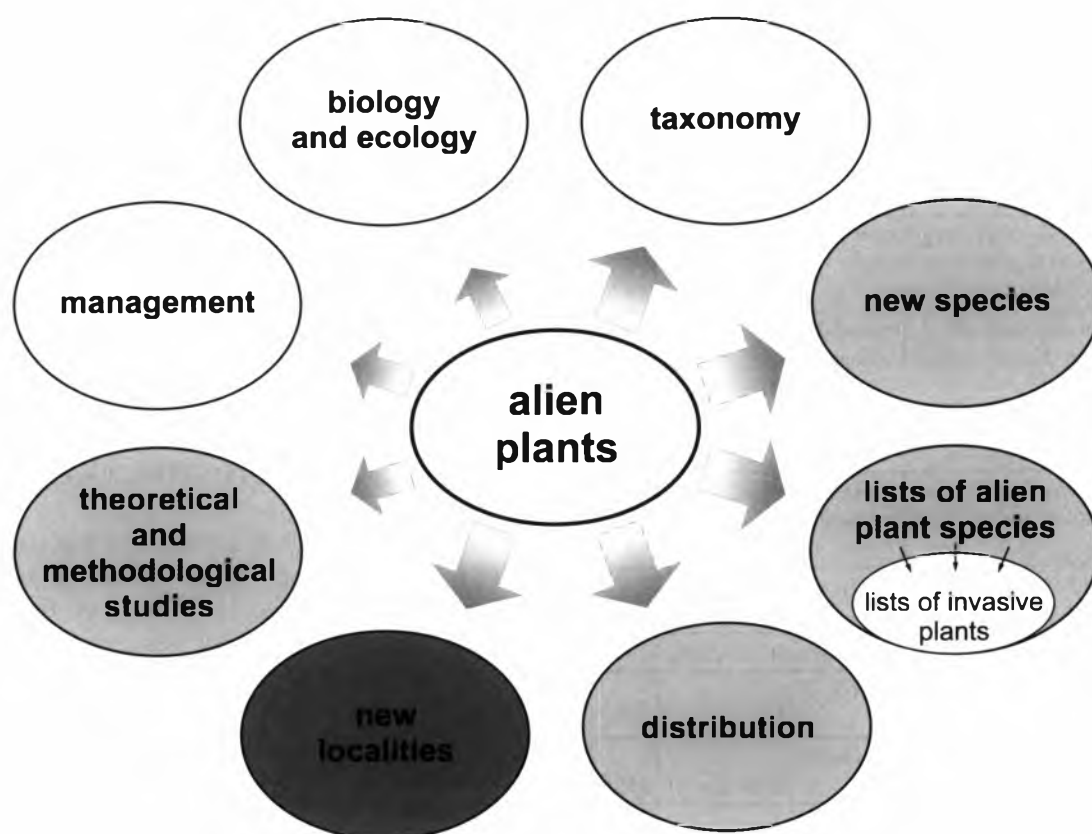 biology
and ecology
taxonomy
management
new species
alien
plants
theoretical
and
methodological
studies
lists of alien
plant species
lists of invasive
plants
new
localities
distribution